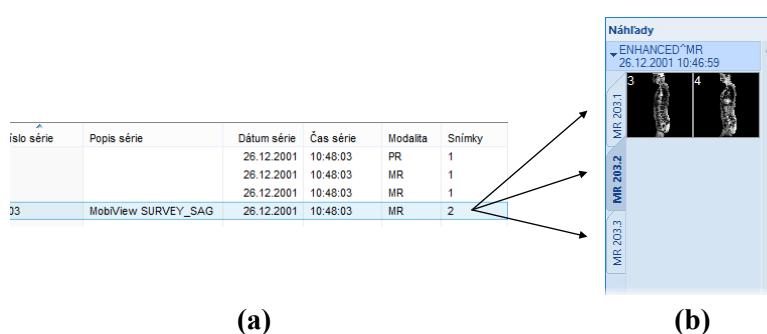 Náhľady
ENHANCED^MR
26.12.2001 10:46:59
3 4
MR 203.1
MR 203.2
MR 203.3
íslo série Popis série Dátum série Čas série Modalita Snímky
26.12.2001 10:48:03 PR 1
26.12.2001 10:48:03 MR 1
26.12.2001 10:48:03 MR 1
03 MobiView SURVEY_SAG 26.12.2001 10:48:03 MR 2
(a) (b)